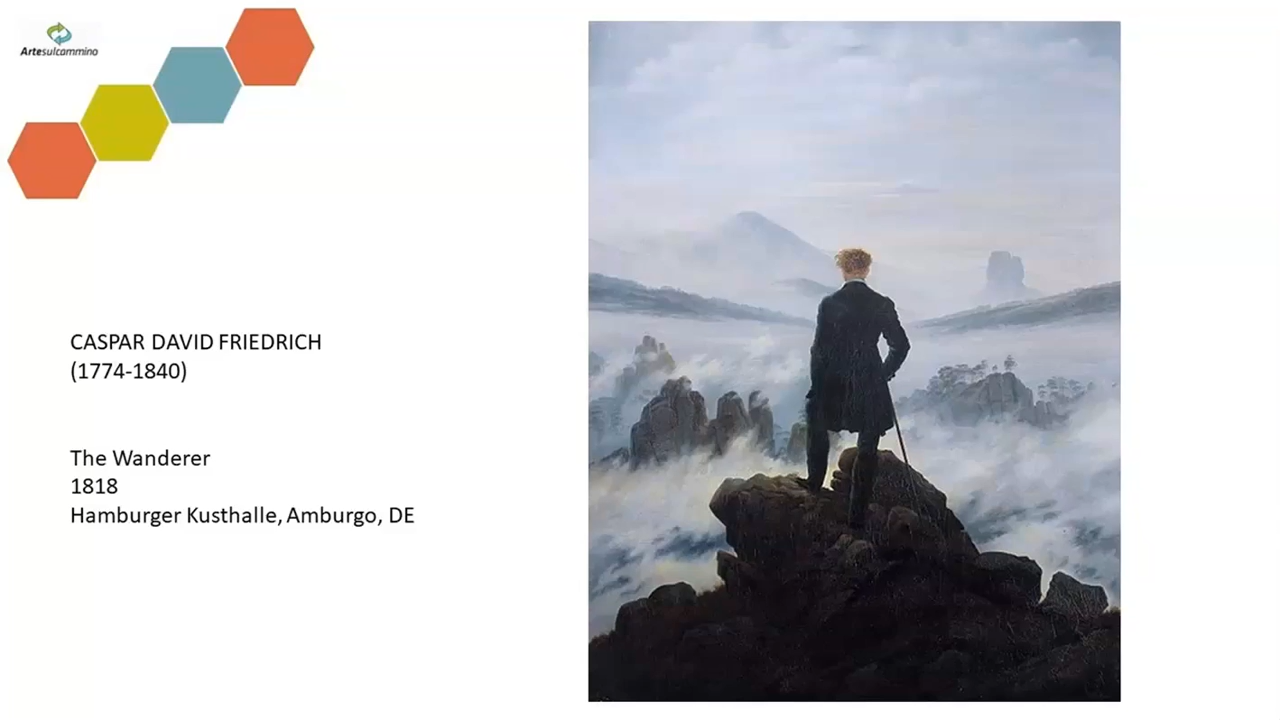 Artesulcammino
CASPAR DAVID FRIEDRICH
(1774-1840)
The Wanderer
1818
Hamburger Kusthalle, Amburgo, DE